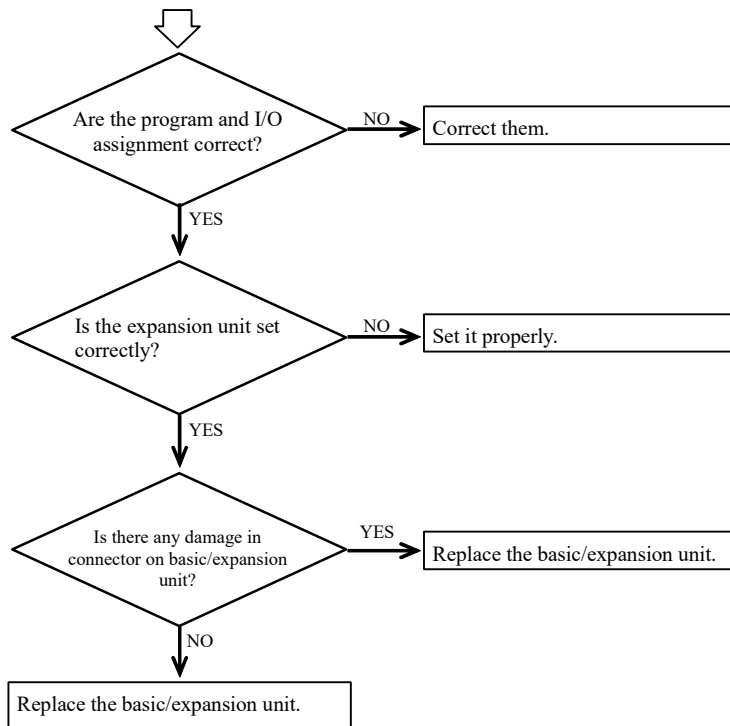 Are the program and I/O
assignment correct?
NO
Correct them.
YES
Is the expansion unit set
correctly?
NO
Set it properly.
YES
Is there any damage in
connector on basic/expansion
unit?
YES
Replace the basic/expansion unit.
NO
Replace the basic/expansion unit.